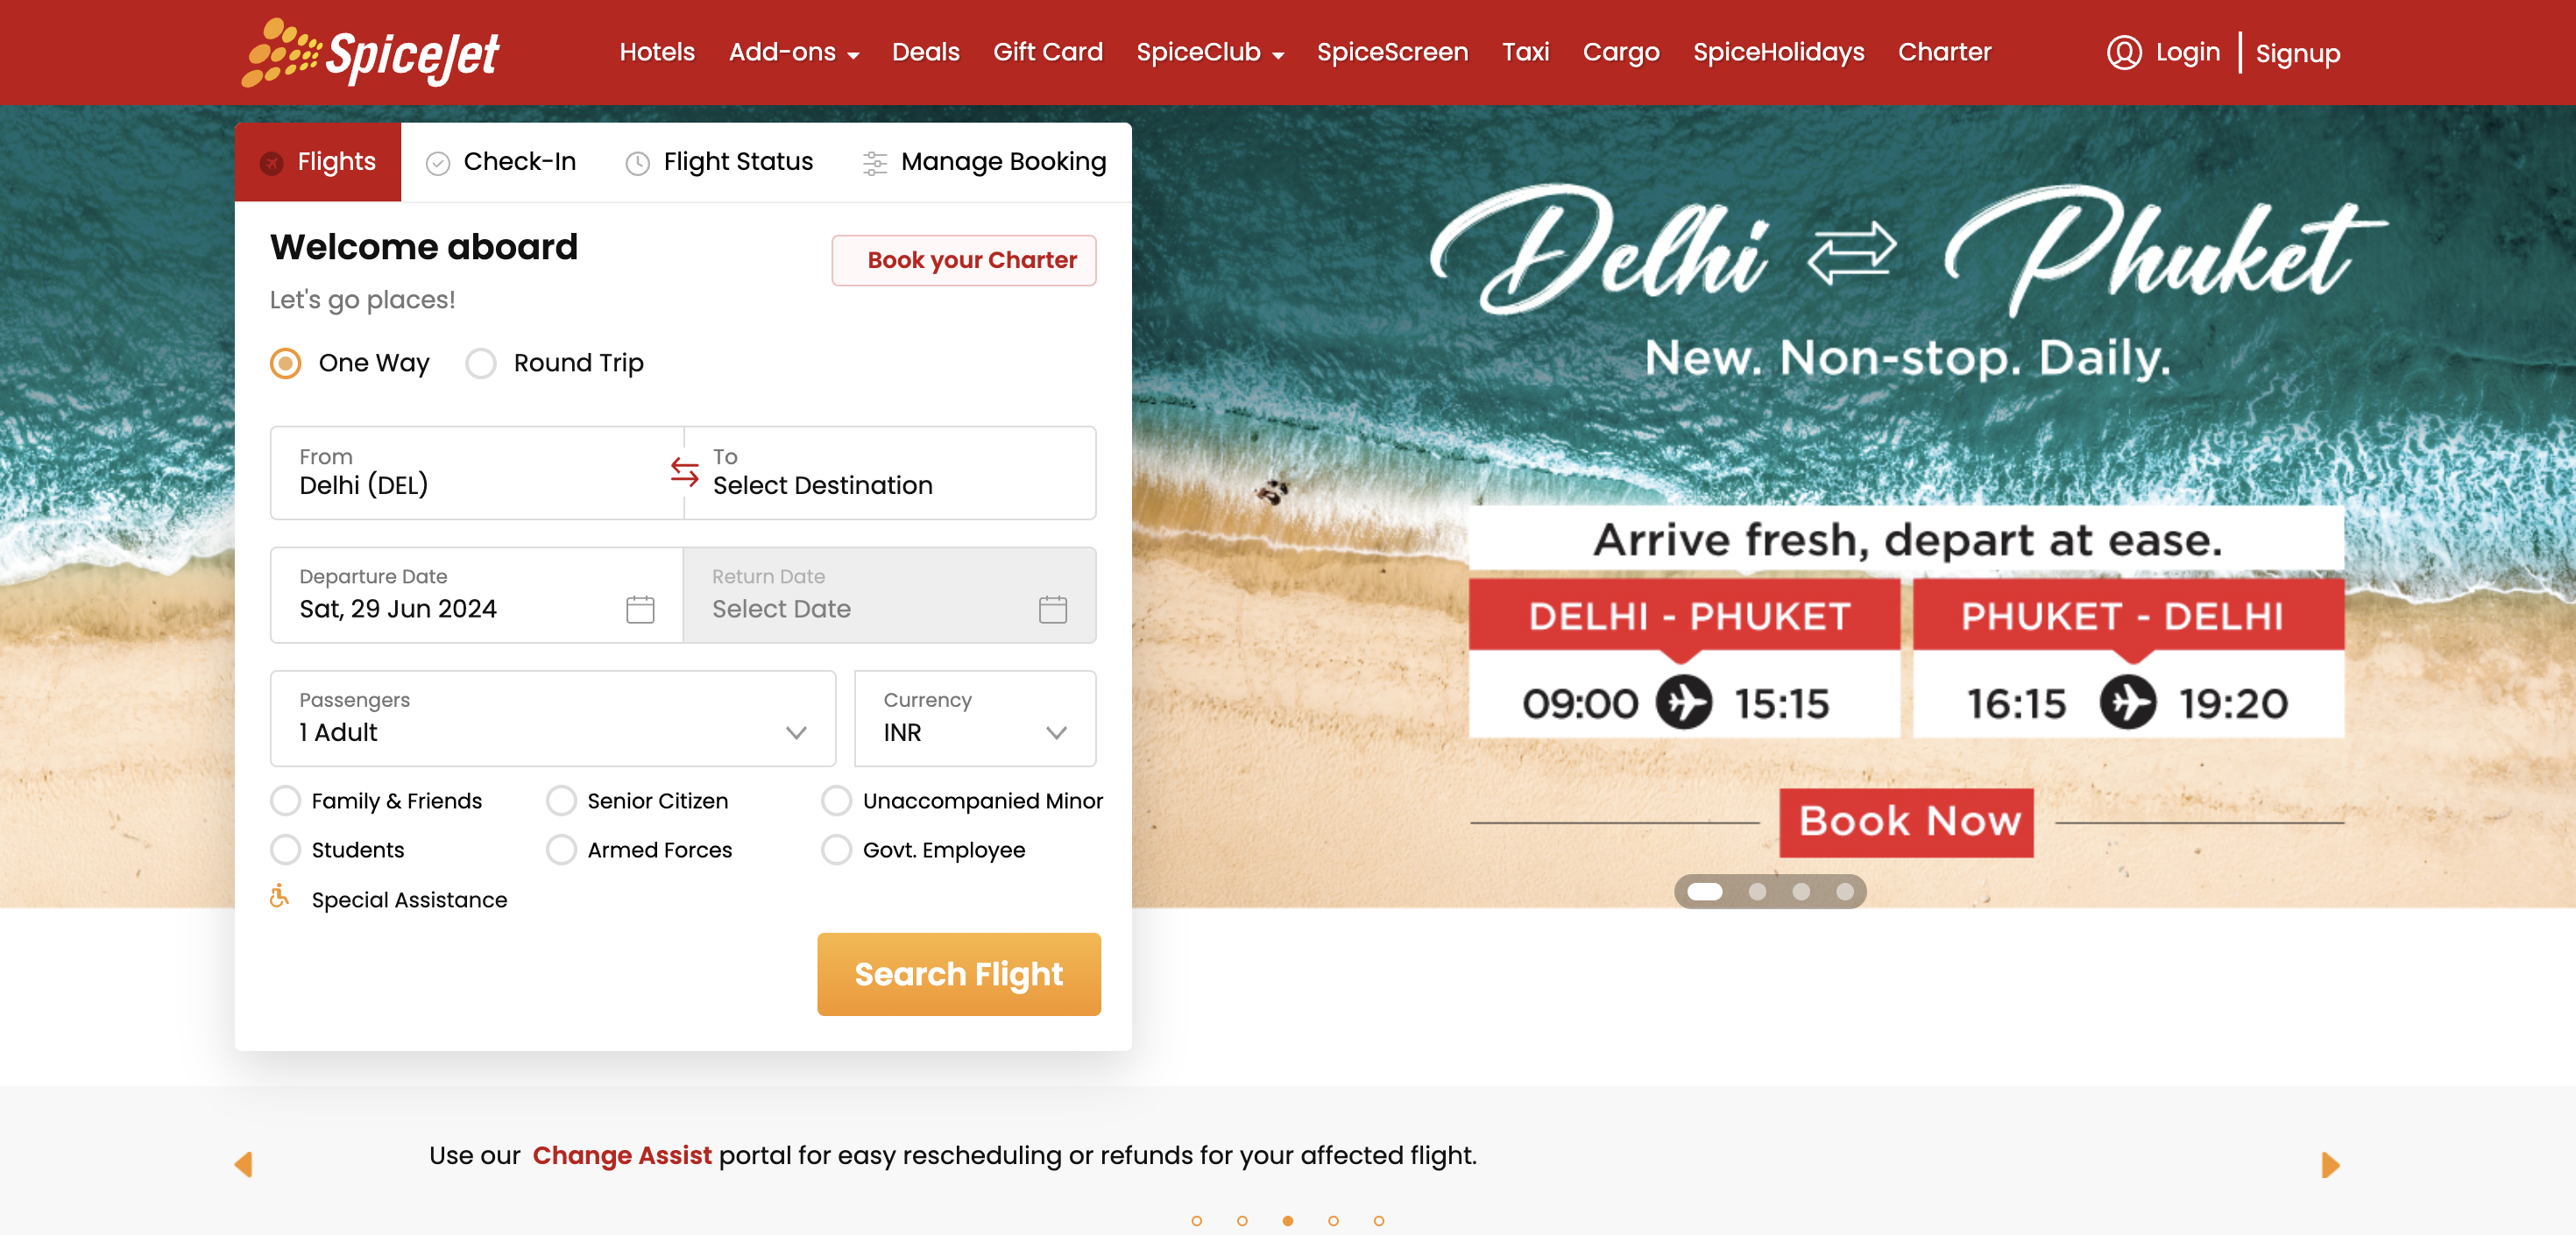 SpiceJet
Hotels Add-ons Deals Gift Card SpiceClub SpiceScreen Taxi Cargo SpiceHolidays Charter
Login Signup
Flights Check-In Flight Status Manage Booking
Welcome aboard
Book your Charter
Let's go places!
One Way Round Trip
From
Delhi (DEL)
To
Select Destination
Departure Date
Sat, 29 Jun 2024
Return Date
Select Date
Passengers
1 Adult
Currency
INR
Family & Friends Senior Citizen Unaccompanied Minor
Students Armed Forces Govt. Employee
Special Assistance
Search Flight
Delhi Phuket
New. Non-stop. Daily.
Arrive fresh, depart at ease.
DELHI - PHUKET
09:00 15:15
PHUKET - DELHI
16:15 19:20
Book Now
Use our Change Assist portal for easy rescheduling or refunds for your affected flight.